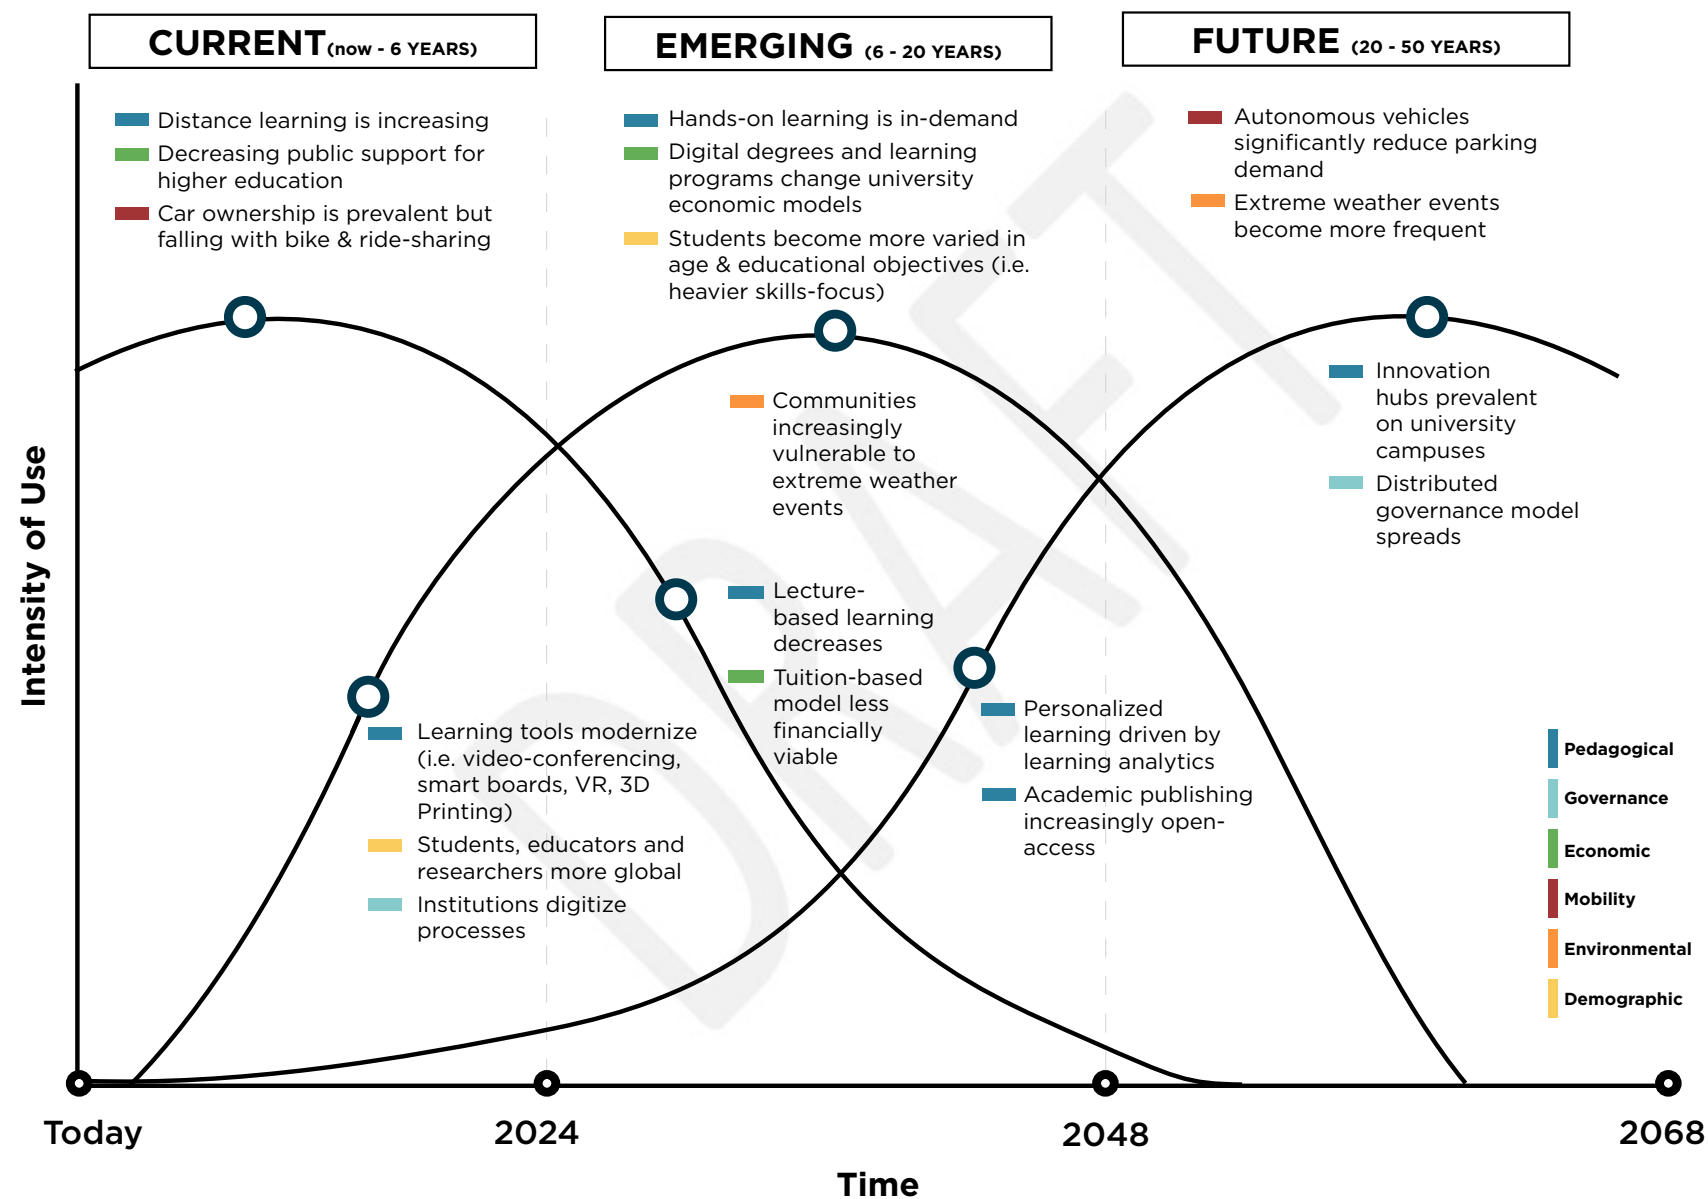 CURRENT (now - 6 YEARS)
EMERGING (6 - 20 YEARS)
FUTURE (20 - 50 YEARS)
Distance learning is increasing
Decreasing public support for
higher education
Car ownership is prevalent but
falling with bike & ride-sharing
Hands-on learning is in-demand
Digital degrees and learning
programs change university
economic models
Students become more varied in
age & educational objectives (i.e.
heavier skills-focus)
Autonomous vehicles
significantly reduce parking
demand
Extreme weather events
become more frequent
Communities
increasingly
vulnerable to
extreme weather
events
Innovation
hubs prevalent
on university
campuses
Distributed
governance model
spreads
Lecture-
based learning
decreases
Tuition-based
model less
financially
viable
Learning tools modernize
(i.e. video-conferencing,
smart boards, VR, 3D
Printing)
Students, educators and
researchers more global
Institutions digitize
processes
Personalized
learning driven by
learning analytics
Academic publishing
increasingly open-
access
Pedagogical
Governance
Economic
Mobility
Environmental
Demographic
DRAFT
Intensity of Use
Today
2024
2048
2068
Time